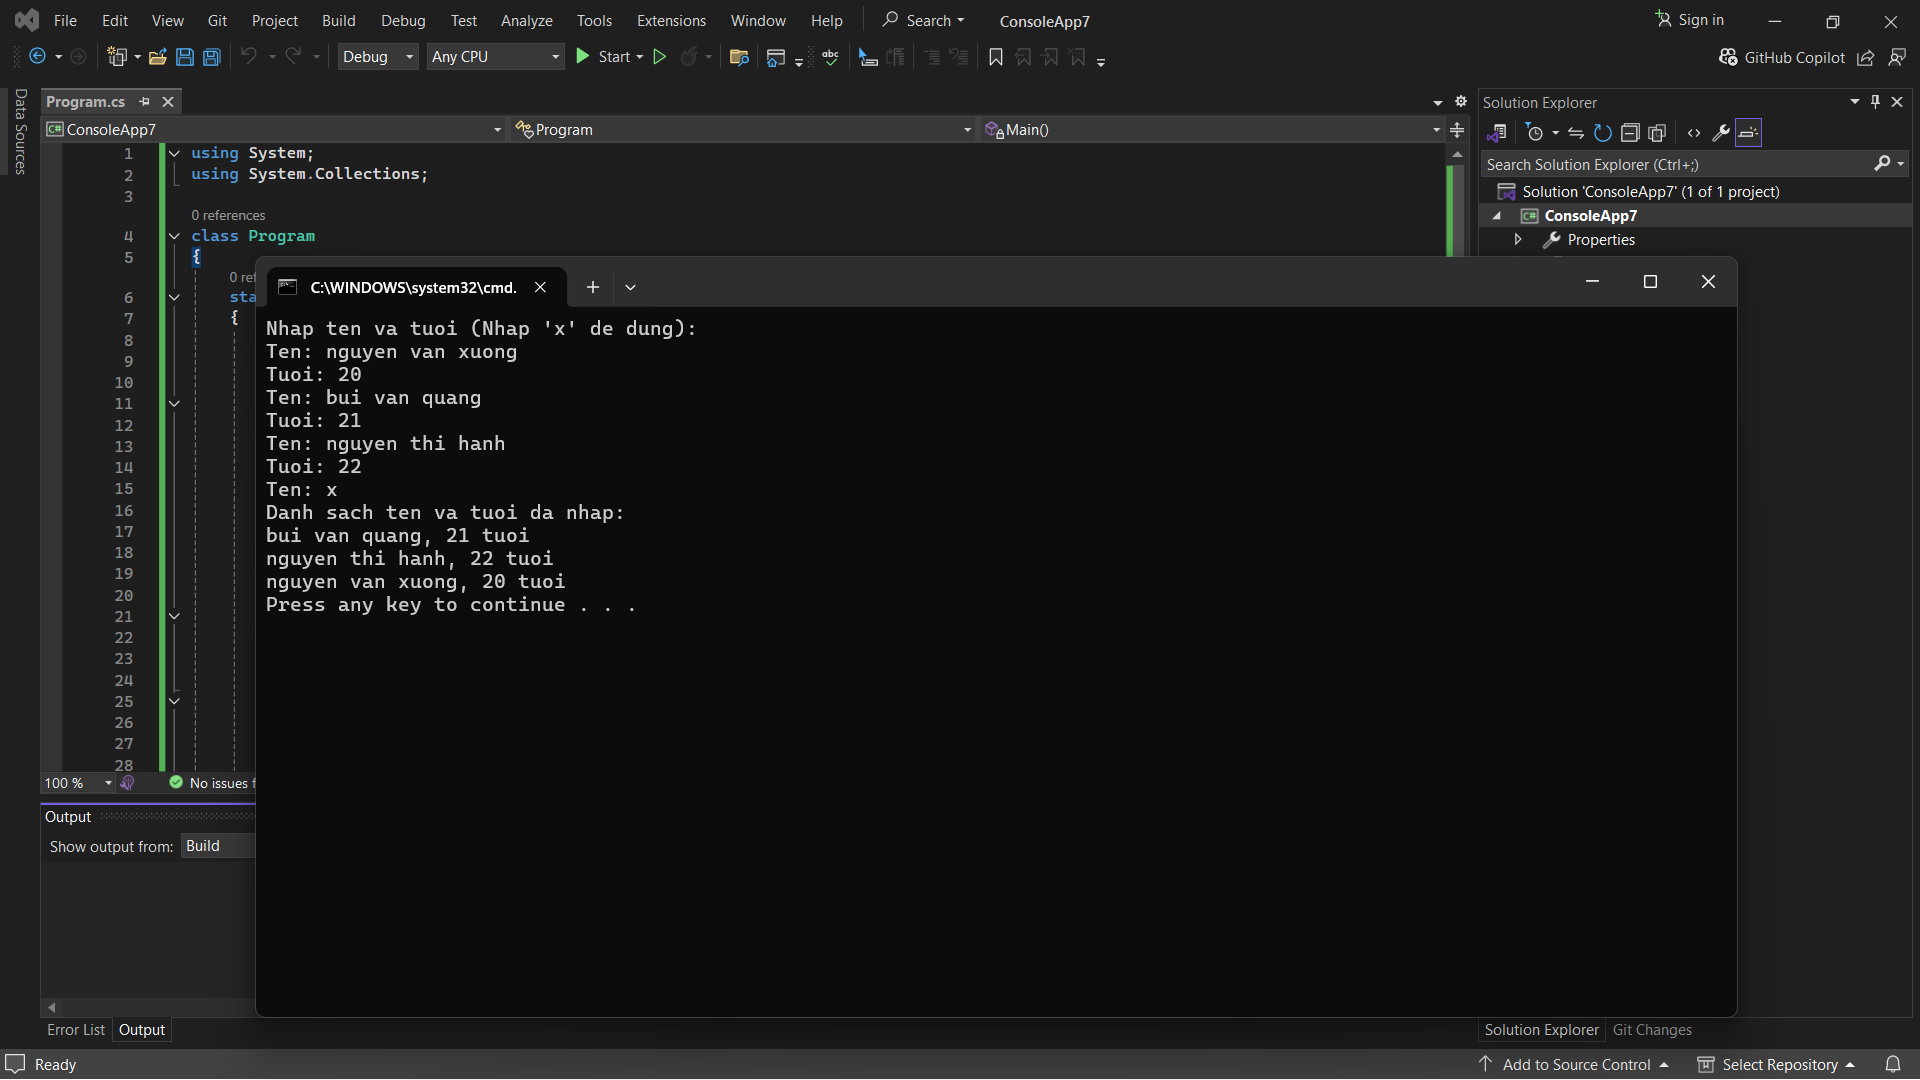 File Edit View Git Project Build Debug Test Analyze Tools Extensions Window Help Search ConsoleApp7 Sign in
Debug Any CPU Start GitHub Copilot
Data Sources
Program.cs
ConsoleApp7 Program Main()
1 using System;
2 using System.Collections;
3
0 references
4 class Program
5 {
0 ref
6 sta
7 {
8
9
10
11
12
13
14
15
16
17
18
19
20
21
22
23
24
25
26
27
28
100 % No issues f
Output
Show output from: Build
Error List Output
C:\WINDOWS\system32\cmd.
Nhap ten va tuoi (Nhap 'x' de dung):
Ten: nguyen van xuong
Tuoi: 20
Ten: bui van quang
Tuoi: 21
Ten: nguyen thi hanh
Tuoi: 22
Ten: x
Danh sach ten va tuoi da nhap:
bui van quang, 21 tuoi
nguyen thi hanh, 22 tuoi
nguyen van xuong, 20 tuoi
Press any key to continue . . .
Solution Explorer
Search Solution Explorer (Ctrl+;)
Solution 'ConsoleApp7' (1 of 1 project)
ConsoleApp7
Properties
Solution Explorer Git Changes
Ready Add to Source Control Select Repository